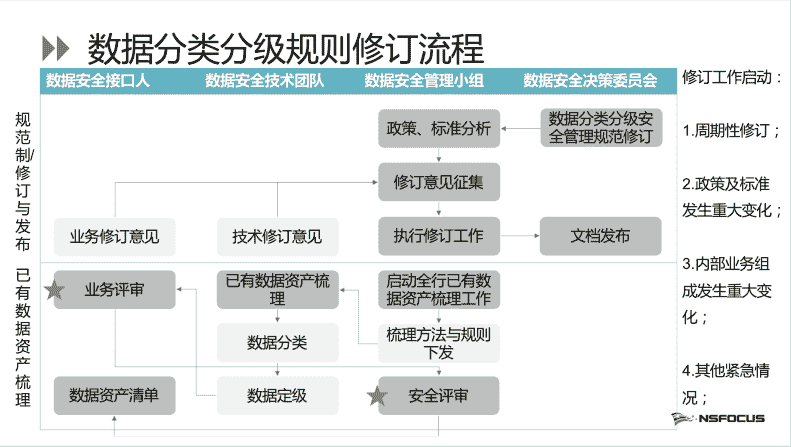 数据分类分级规则修订流程
数据安全接口人
数据安全技术团队
数据安全管理小组
数据安全决策委员会
规
范
制/
修
订
与
发
布
政策、标准分析
数据分类分级安
全管理规范修订
修订意见征集
业务修订意见
技术修订意见
执行修订工作
文档发布
已
有
数
据
资
产
梳
理
业务评审
已有数据资产梳
理
启动全行已有数
据资产梳理工作
数据分类
梳理方法与规则
下发
数据资产清单
数据定级
安全评审
修订工作启动：
1.周期性修订；
2.政策及标准
发生重大变化；
3.内部业务组
成发生重大变
化；
4.其他紧急情
况；
NSFOCUS